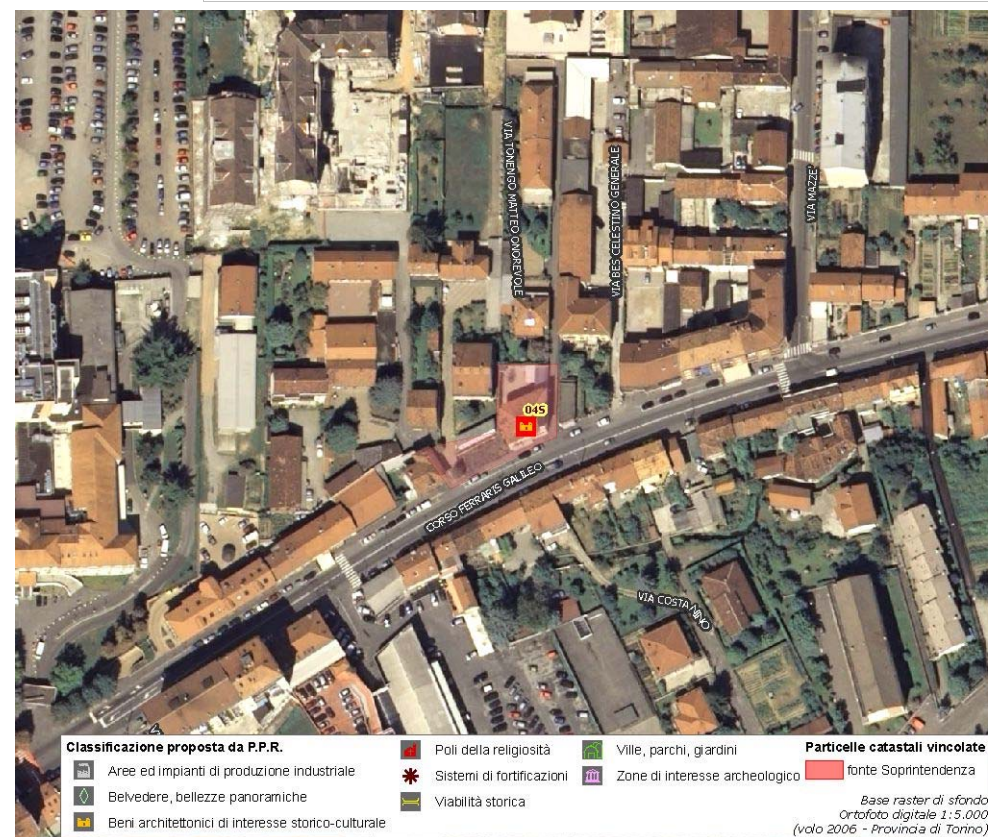 VIA TONENGO MATTEO ONOREVOLE
VIA BES CELESTINO GENERALE
VIA MAZZE'
04S
CORSO FERRARIS GALILEO
VIA COSTA NINO
Classificazione proposta da P.P.R.
Aree ed impianti di produzione industriale
Belvedere, bellezze panoramiche
Beni architettonici di interesse storico-culturale
Poli della religiosità
Sistemi di fortificazioni
Viabilità storica
Ville, parchi, giardini
Zone di interesse archeologico
Particelle catastali vincolate
fonte Soprintendenza
Base raster di sfondo
Ortofoto digitale 1:5.000
(volo 2006 - Provincia di Torino)